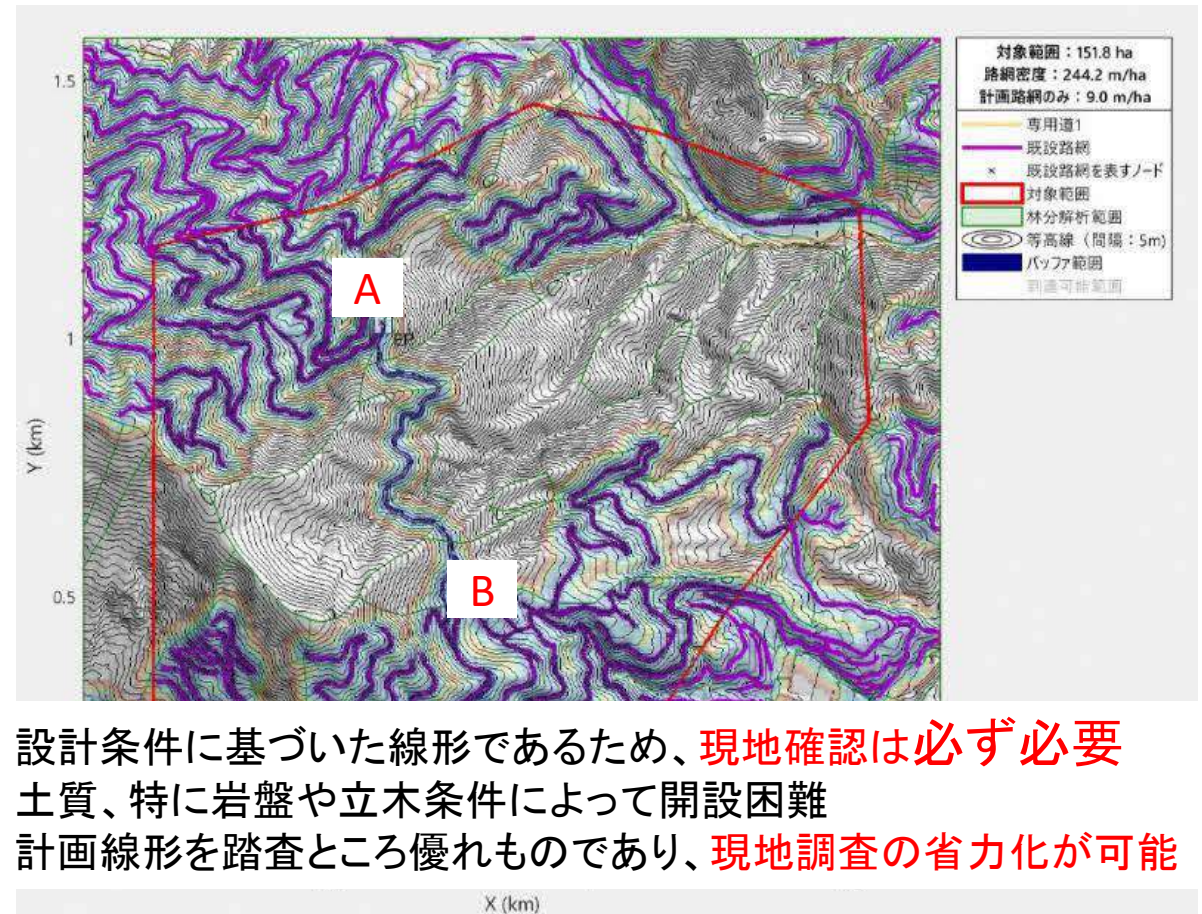 対象範囲：151.8 ha
路網密度：244.2 m/ha
計画路網のみ：9.0 m/ha
専用道1
既設路網
× 既設路網を表すノード
対象範囲
林分解析範囲
等高線（間隔：5m）
バッファ範囲
到達可能範囲
1.5
A
1
EP
Y (km)
0.5
B
設計条件に基づいた線形であるため、現地確認は必ず必要
土質、特に岩盤や立木条件によって開設困難
計画線形を踏査ところ優れものであり、現地調査の省力化が可能
X (km)